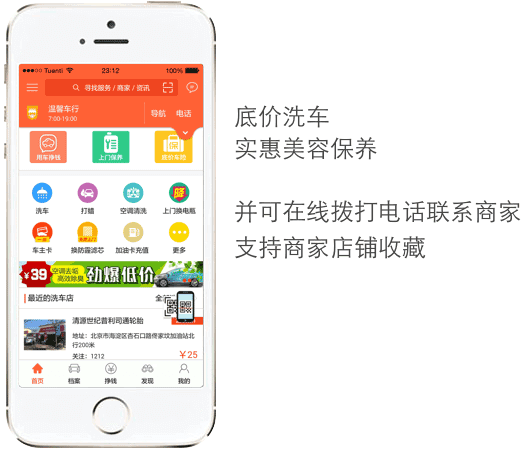 Tuenti
23:12
100%
寻找服务 / 商家 / 资讯
温馨车行
7:00-19:00
导航
电话
用车挣钱
上门保养
底价车险
洗车
打蜡
空调清洗
上门换电瓶
车主卡
换防雾滤芯
加油卡充值
更多
¥39
空调去垢
高效除臭
劲爆低价
最近的洗车店
清源世纪普利司通轮胎
地址：北京市海淀区杏石口路佟家坟加油站北
行200米
关注：1212
¥25
首页
档案
挣钱
发现
我的
底价洗车
实惠美容保养
并可在线拨打电话联系商家
支持商家店铺收藏